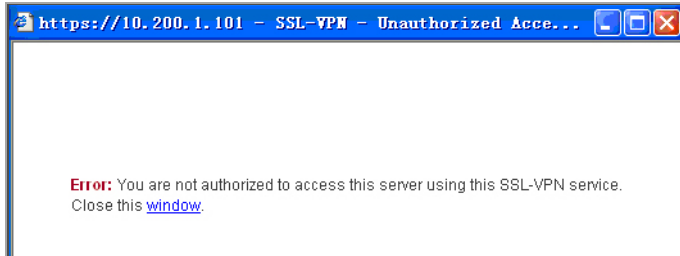 https://10.200.1.101 - SSL-VPN - Unauthorized Acce...
Error: You are not authorized to access this server using this SSL-VPN service.
Close this window.